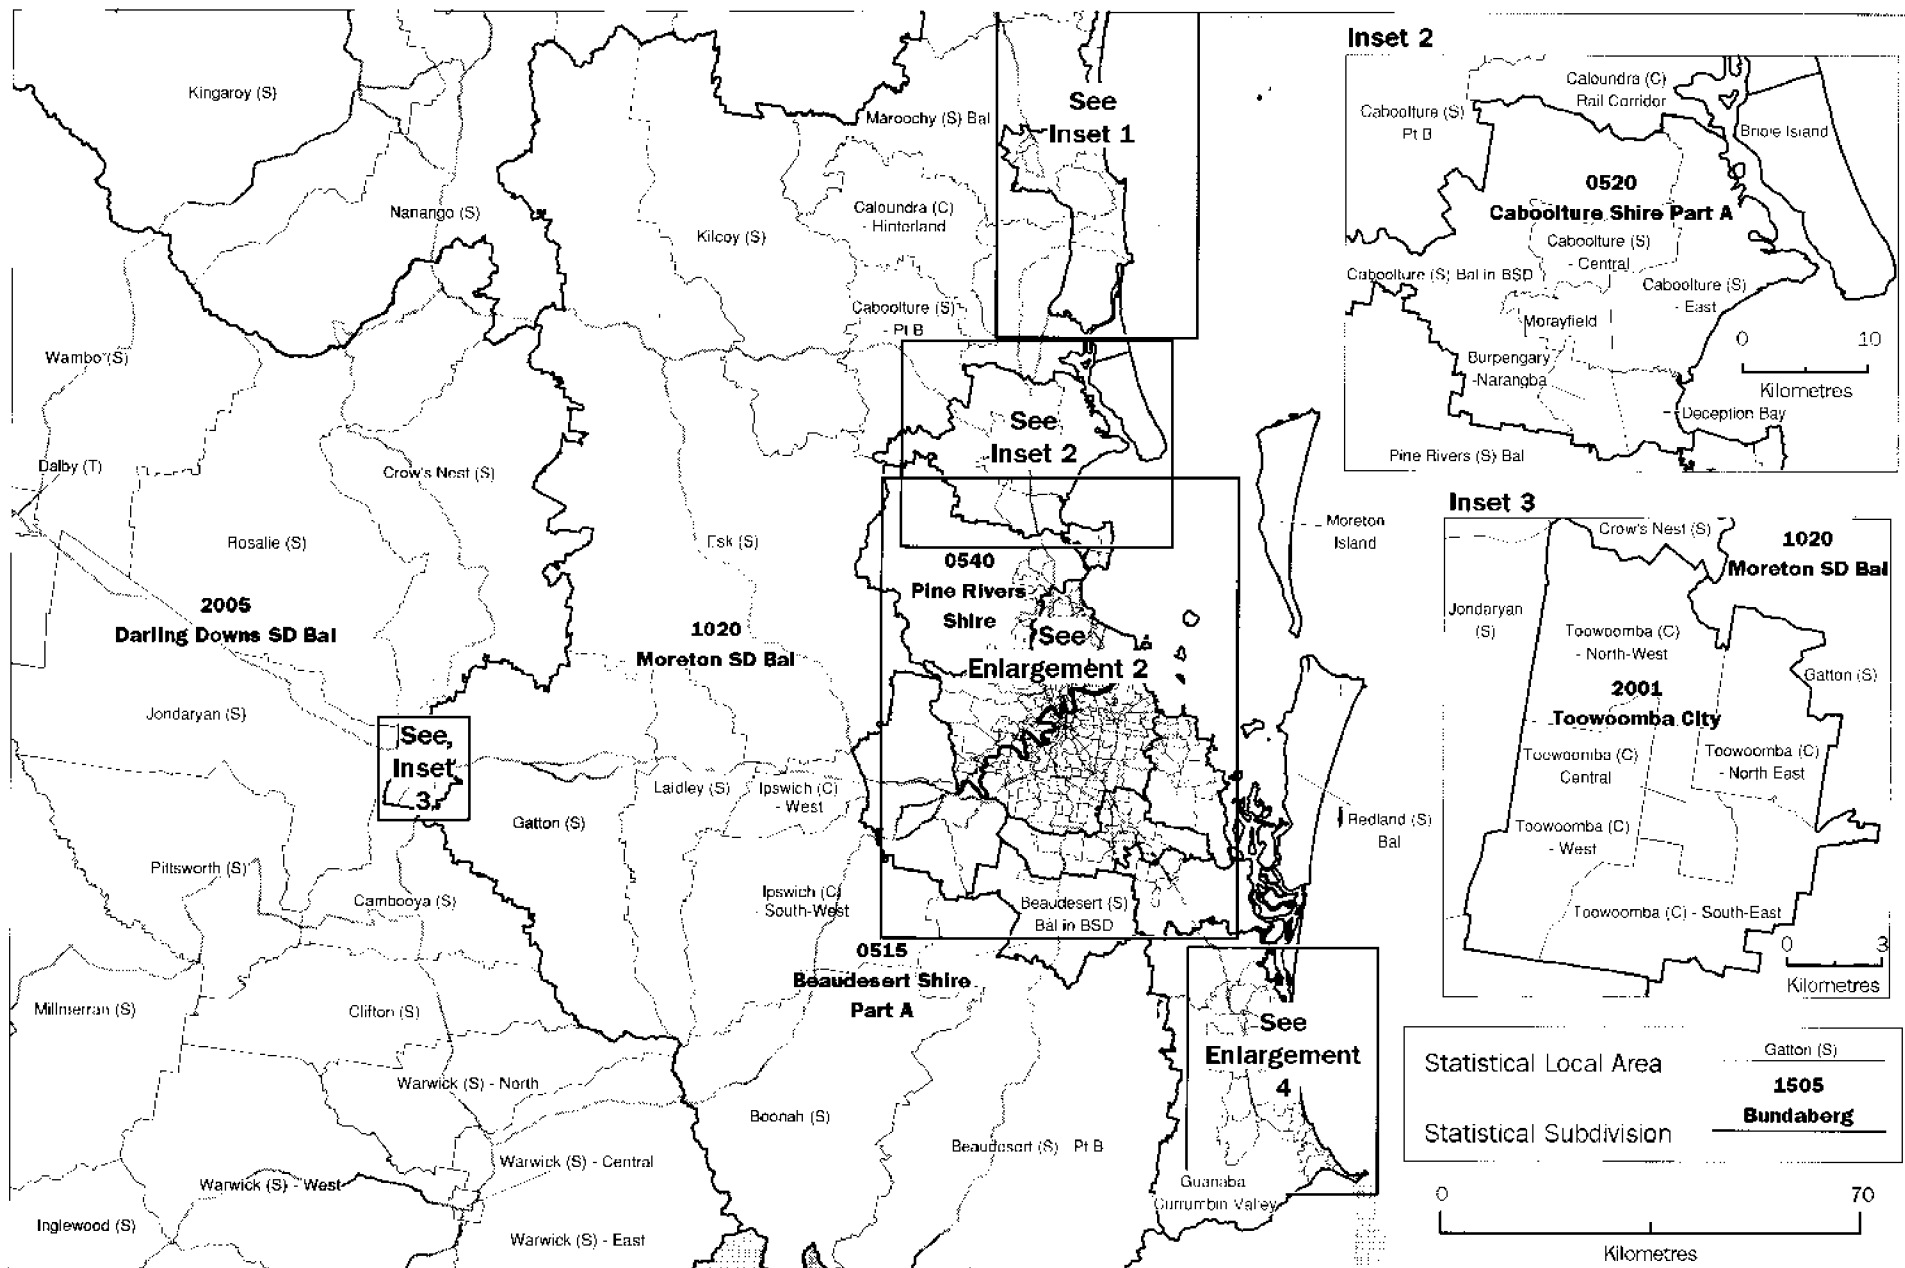 Kingaroy (S)
Nanango (S)
Kilcoy (S)
Maroochy (S) Bal
See
Inset 1
Caloundra (C)
- Hinterland
Caboolture (S)
- Pt B
Wambo (S)
Dalby (T)
Crow's Nest (S)
Rosalie (S)
Esk (S)
See
Inset 2
0540
Pine Rivers
Shire
See
Enlargement 2
Moreton
Island
2005
Darling Downs SD Bal
1020
Moreton SD Bal
Jondaryan (S)
See
Inset
3
Laidley (S)
Ipswich (C)
- West
Gatton (S)
Redland (S)
Bal
Pittsworth (S)
Cambooya (S)
Ipswich (C)
- South-West
Beaudesert (S)
Bal in BSD
0515
Beaudesert Shire
Part A
Millmerran (S)
Clifton (S)
See
Enlargement
4
Warwick (S) - North
Boonah (S)
Beaudesert (S) Pt B
Warwick (S) - Central
Warwick (S) - West
Guanaba
Currumbin Valley
Inglewood (S)
Warwick (S) - East
Inset 2
Caloundra (C)
Rail Corridor
Caboolture (S)
Pt B
Bribie Island
0520
Caboolture Shire Part A
Caboolture (S)
- Central
Caboolture (S) Bal in BSD
Caboolture (S)
- East
Morayfield
Burpengary
-Narangba
0 10
Kilometres
Deception Bay
Pine Rivers (S) Bal
Inset 3
Crow's Nest (S)
1020
Moreton SD Bal
Jondaryan
(S)
Toowoomba (C)
- North-West
Gatton (S)
2001
Toowoomba City
Toowoomba (C)
Central
Toowoomba (C)
- North East
Toowoomba (C)
- West
Toowoomba (C) - South-East
0 3
Kilometres
Statistical Local Area
Gatton (S)
1505
Bundaberg
Statistical Subdivision
0 70
Kilometres